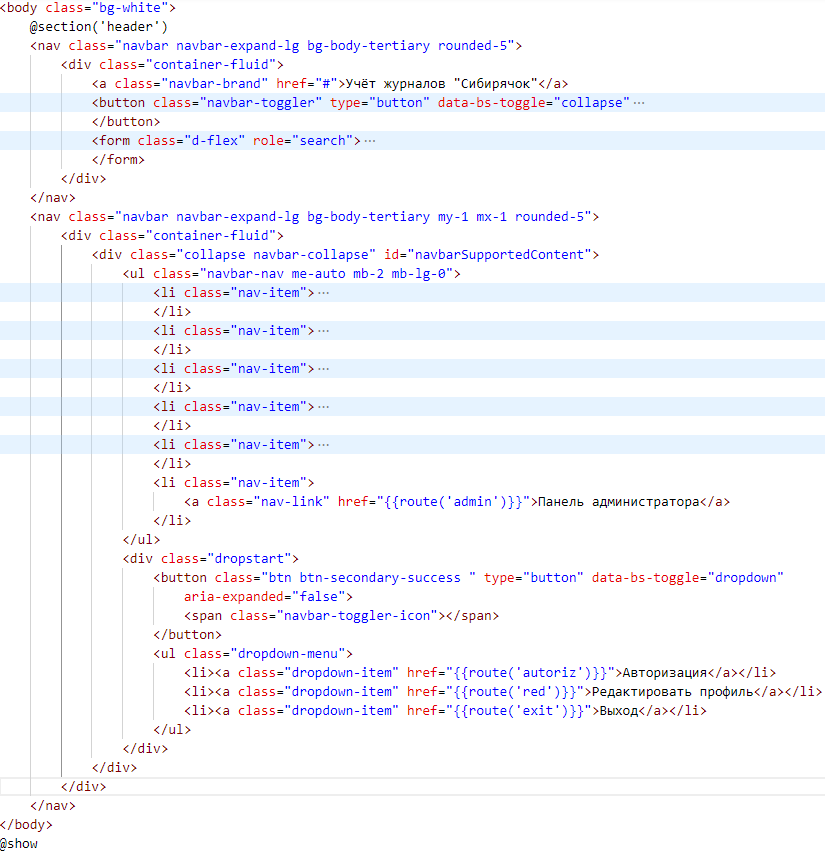 <body class="bg-white">
@section('header')
<nav class="navbar navbar-expand-lg bg-body-tertiary rounded-5">
<div class="container-fluid">
<a class="navbar-brand" href="#">Учёт журналов "Сибирячок"</a>
<button class="navbar-toggler" type="button" data-bs-toggle="collapse" ···
</button>
<form class="d-flex" role="search"> ···
</form>
</div>
</nav>
<nav class="navbar navbar-expand-lg bg-body-tertiary my-1 mx-1 rounded-5">
<div class="container-fluid">
<div class="collapse navbar-collapse" id="navbarSupportedContent">
<ul class="navbar-nav me-auto mb-2 mb-lg-0">
<li class="nav-item"> ···
</li>
<li class="nav-item"> ···
</li>
<li class="nav-item"> ···
</li>
<li class="nav-item"> ···
</li>
<li class="nav-item"> ···
</li>
<li class="nav-item">
<a class="nav-link" href="{{route('admin')}}">Панель администратора</a>
</li>
</ul>
<div class="dropstart">
<button class="btn btn-secondary-success " type="button" data-bs-toggle="dropdown"
aria-expanded="false">
<span class="navbar-toggler-icon"></span>
</button>
<ul class="dropdown-menu">
<li><a class="dropdown-item" href="{{route('autoriz')}}">Авторизация</a></li>
<li><a class="dropdown-item" href="{{route('red')}}">Редактировать профиль</a></li>
<li><a class="dropdown-item" href="{{route('exit')}}">Выход</a></li>
</ul>
</div>
</div>
</div>
</nav>
</body>
@show